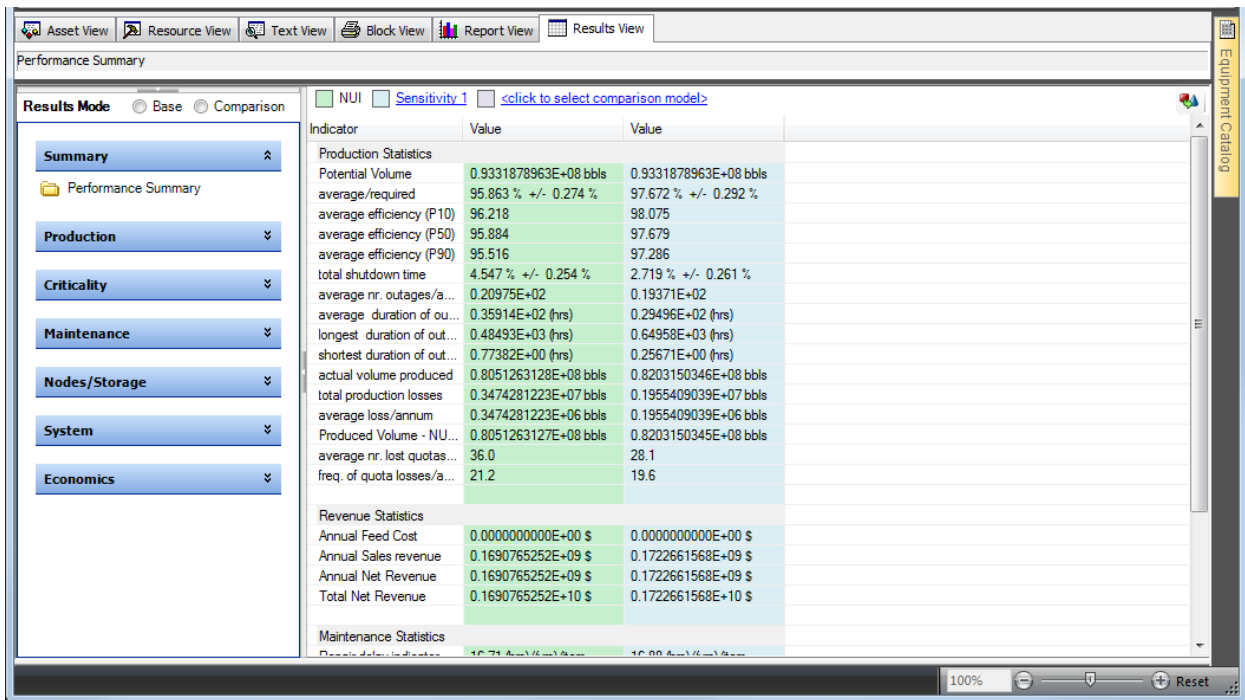 Asset View Resource View Text View Block View Report View Results View
Performance Summary
Equipment Catalog
Results Mode Base Comparison
NUI Sensitivity 1 <click to select comparison model>
Summary
Performance Summary
Production
Criticality
Maintenance
Nodes/Storage
System
Economics
Indicator Value Value
Production Statistics
Potential Volume 0.9331878963E+08 bbls 0.9331878963E+08 bbls
average/required 95.863 % +/- 0.274 % 97.672 % +/- 0.292 %
average efficiency (P10) 96.218 98.075
average efficiency (P50) 95.884 97.679
average efficiency (P90) 95.516 97.286
total shutdown time 4.547 % +/- 0.254 % 2.719 % +/- 0.261 %
average nr. outages/a... 0.20975E+02 0.19371E+02
average duration of ou... 0.35914E+02 (hrs) 0.29496E+02 (hrs)
longest duration of out... 0.48493E+03 (hrs) 0.64958E+03 (hrs)
shortest duration of out... 0.77382E+00 (hrs) 0.25671E+00 (hrs)
actual volume produced 0.8051263128E+08 bbls 0.8203150346E+08 bbls
total production losses 0.3474281223E+07 bbls 0.1955409039E+07 bbls
average loss/annum 0.3474281223E+06 bbls 0.1955409039E+06 bbls
Produced Volume - NU... 0.8051263127E+08 bbls 0.8203150345E+08 bbls
average nr. lost quotas... 36.0 28.1
freq. of quota losses/a... 21.2 19.6
Revenue Statistics
Annual Feed Cost 0.0000000000E+00 $ 0.0000000000E+00 $
Annual Sales revenue 0.1690765252E+09 $ 0.1722661568E+09 $
Annual Net Revenue 0.1690765252E+09 $ 0.1722661568E+09 $
Total Net Revenue 0.1690765252E+10 $ 0.1722661568E+10 $
Maintenance Statistics
100% Reset